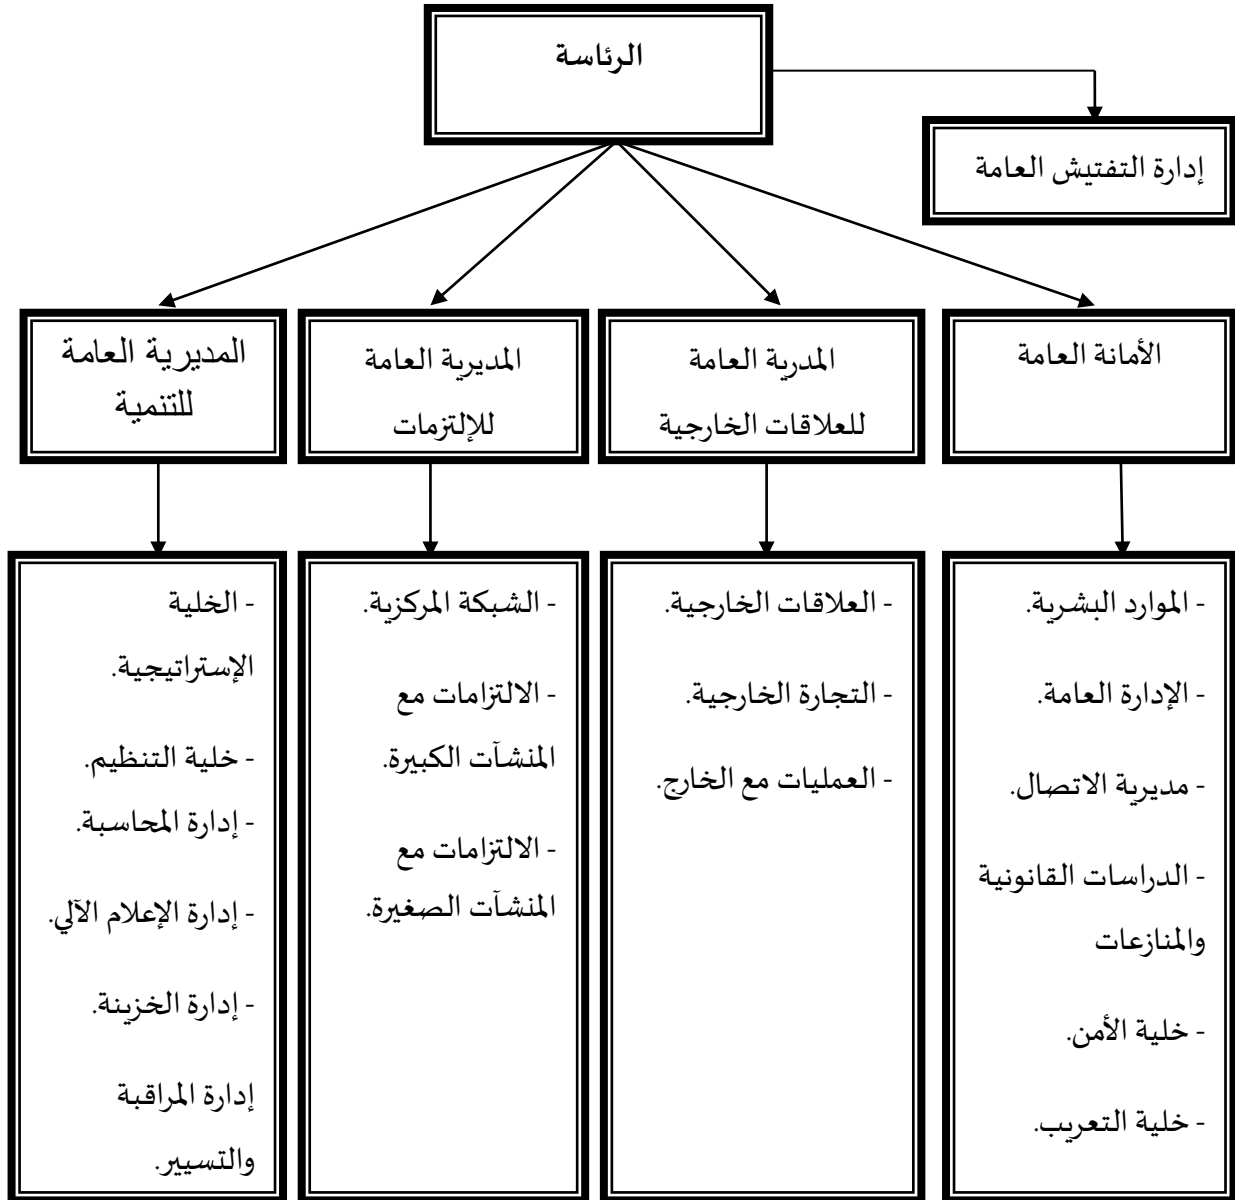 الرئاسة
إدارة التفتيش العامة
الأمانة العامة
المدرية العامة
للعلاقات الخارجية
المديرية العامة
للإلتزمات
المديرية العامة
للتنمية
- الموارد البشرية.
- الإدارة العامة.
- مديرية الاتصال.
- الدراسات القانونية
والمنازعات
- خلية الأمن.
- خلية التعريب.
- العلاقات الخارجية.
- التجارة الخارجية.
- العمليات مع الخارج.
- الشبكة المركزية.
- الالتزامات مع
المنشآت الكبيرة.
- الالتزامات مع
المنشآت الصغيرة.
- الخلية
الإستراتيجية.
- خلية التنظيم.
- إدارة المحاسبة.
- إدارة الإعلام الآلي.
- إدارة الخزينة.
إدارة المراقبة
والتسيير.